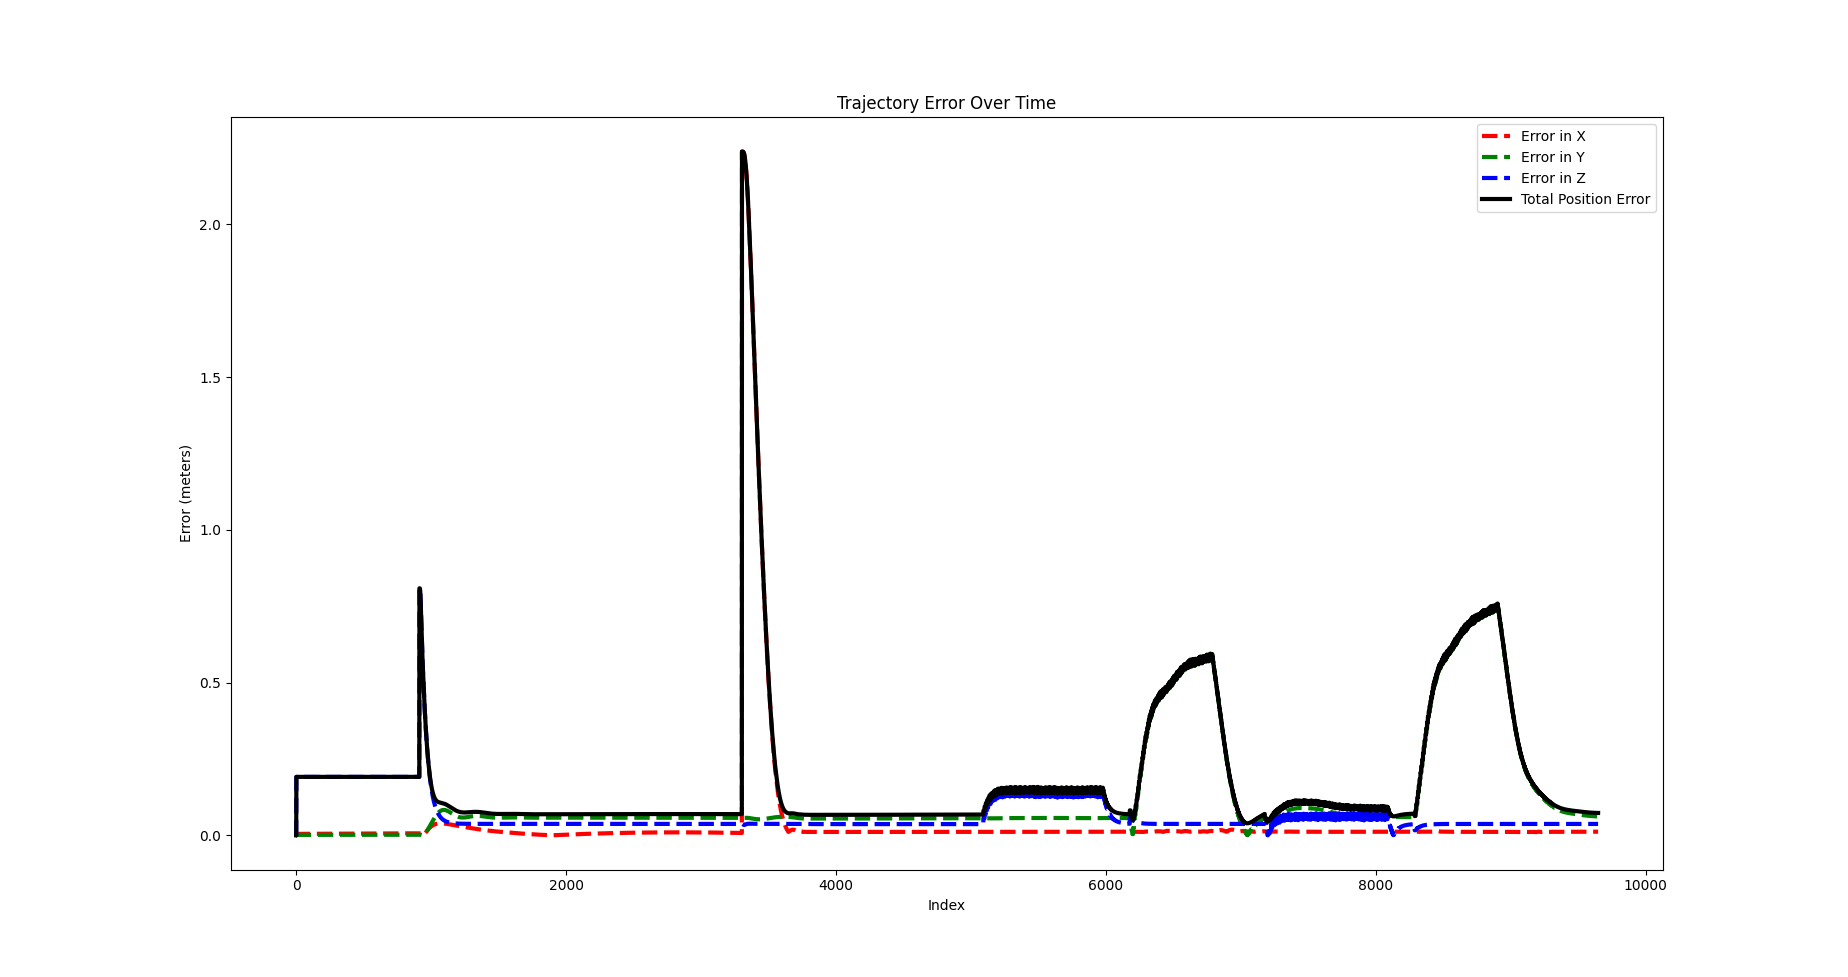 Trajectory Error Over Time
Error in X
Error in Y
Error in Z
Total Position Error
Error (meters)
2.0
1.5
1.0
0.5
0.0
0 2000 4000 6000 8000 10000
Index